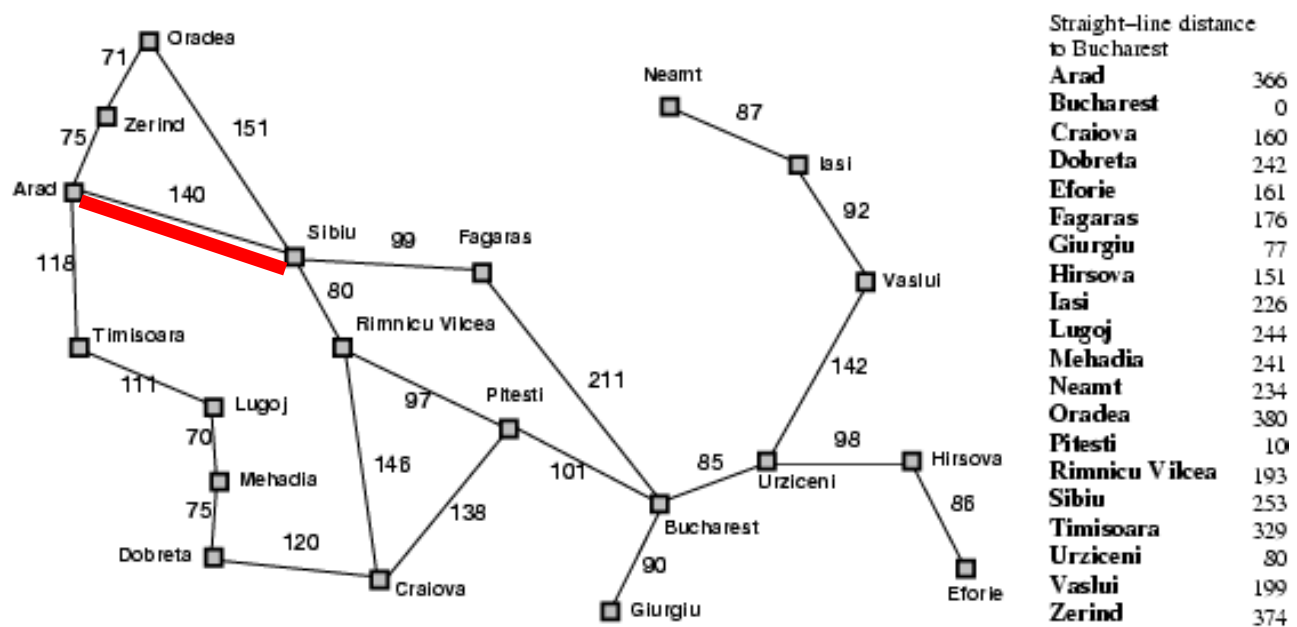 Oradea
71
Neamt
87
Zerind
151
75
Iasi
Arad
140
92
Sibiu
99
Fagaras
118
80
Vaslui
Timisoara
Rimnicu Vilcea
111
211
142
Lugoj
97
Pitesti
70
98
Hirsova
146
101
85
Mehadia
Urziceni
75
138
86
Bucharest
Dobreta
120
90
Craiova
Eforie
Giurgiu
Straight-line distance
to Bucharest
Arad 366
Bucharest 0
Craiova 160
Dobreta 242
Eforie 161
Fagaras 176
Giurgiu 77
Hirsova 151
Iasi 226
Lugoj 244
Mehadia 241
Neamt 234
Oradea 380
Pitesti 10
Rimnicu Vilcea 193
Sibiu 253
Timisoara 329
Urziceni 80
Vaslui 199
Zerind 374